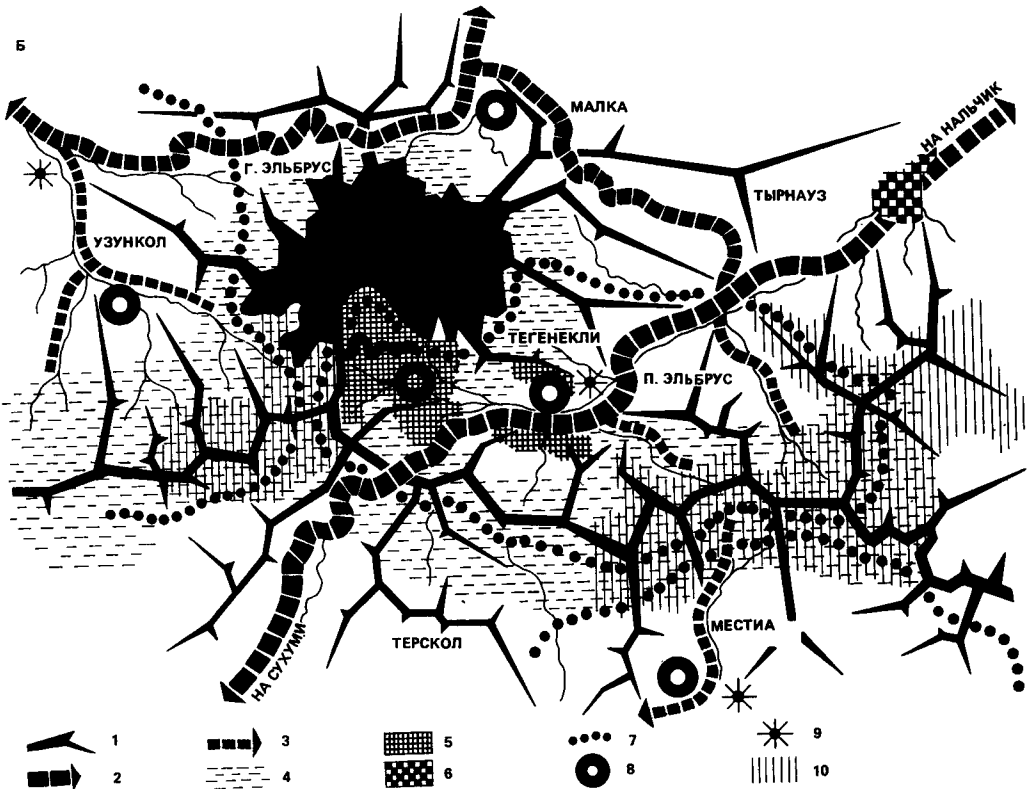 Б
МАЛКА
НА НАЛЬЧИК
Г. ЭЛЬБРУС
ТЫРНАУЗ
УЗУНКОЛ
ТЕГЕНЕКЛИ
П. ЭЛЬБРУС
МЕСТИА
ТЕРСКОЛ
НА СУХУМИ
1
3
5
7
9
2
4
6
8
10